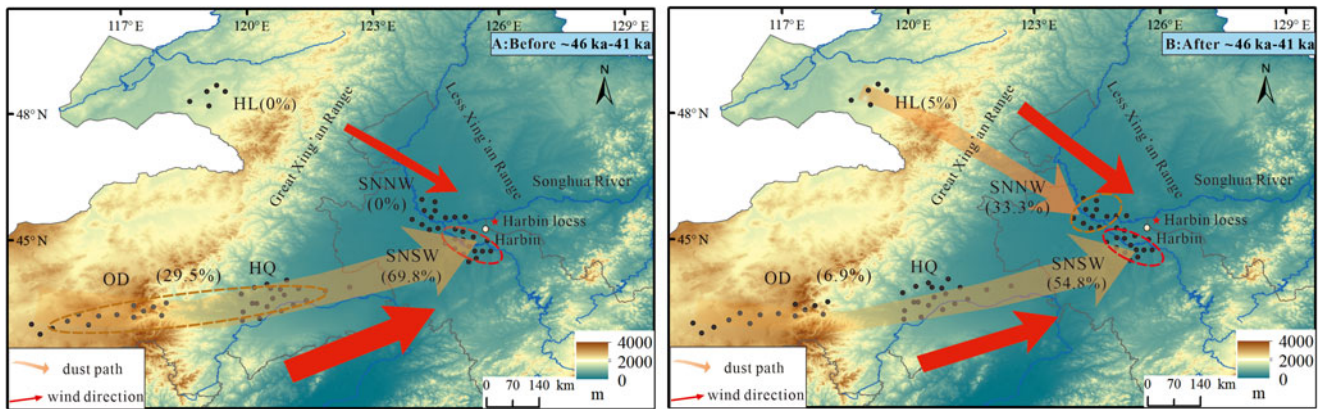 117°E
120°E
123°E
126°E
129°E
A:Before ~46 ka-41 ka
N
48°N
HL(0%)
Great Xing'an Range
Less Xing'an Range
SNNW
(0%)
Songhua River
Harbin loess
Harbin
45°N
OD
(29.5%)
HQ
SNSW
(69.8%)
dust path
wind direction
4000
2000
0
m
0 70 140 km
117°E
120°E
123°E
126°E
129°E
B:After ~46 ka-41 ka
N
48°N
HL(5%)
Great Xing'an Range
Less Xing'an Range
SNNW
(33.3%)
Songhua River
Harbin loess
Harbin
45°N
OD
(6.9%)
HQ
SNSW
(54.8%)
dust path
wind direction
4000
2000
0
m
0 70 140 km